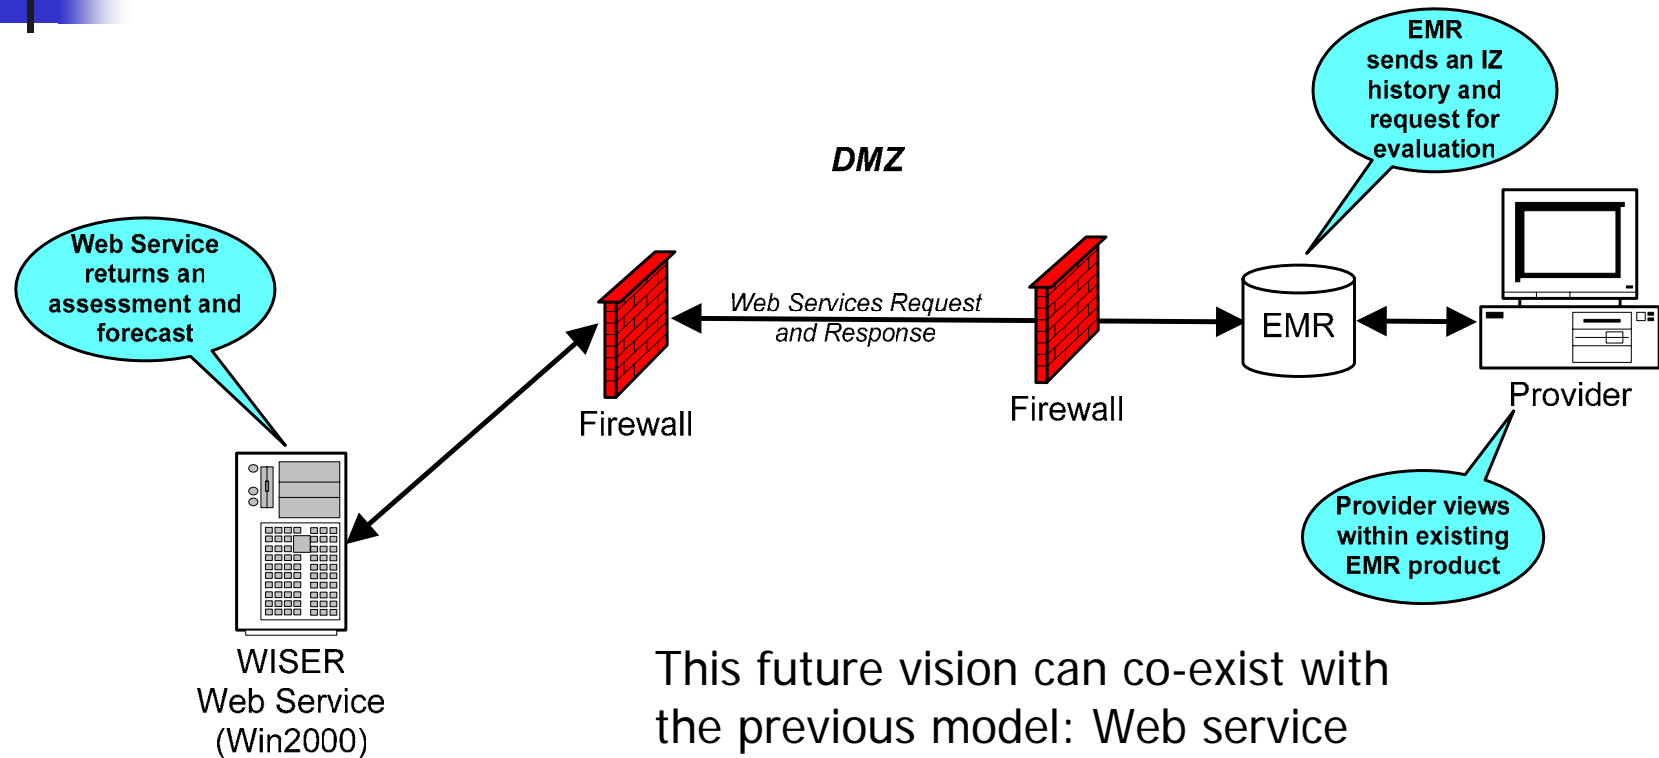 EMR
sends an IZ
history and
request for
evaluation
DMZ
Web Service
returns an
assessment and
forecast
Web Services Request
and Response
EMR
Firewall
Firewall
Provider
Provider views
within existing
EMR product
WISER
Web Service
(Win2000)
This future vision can co-exist with
the previous model: Web service